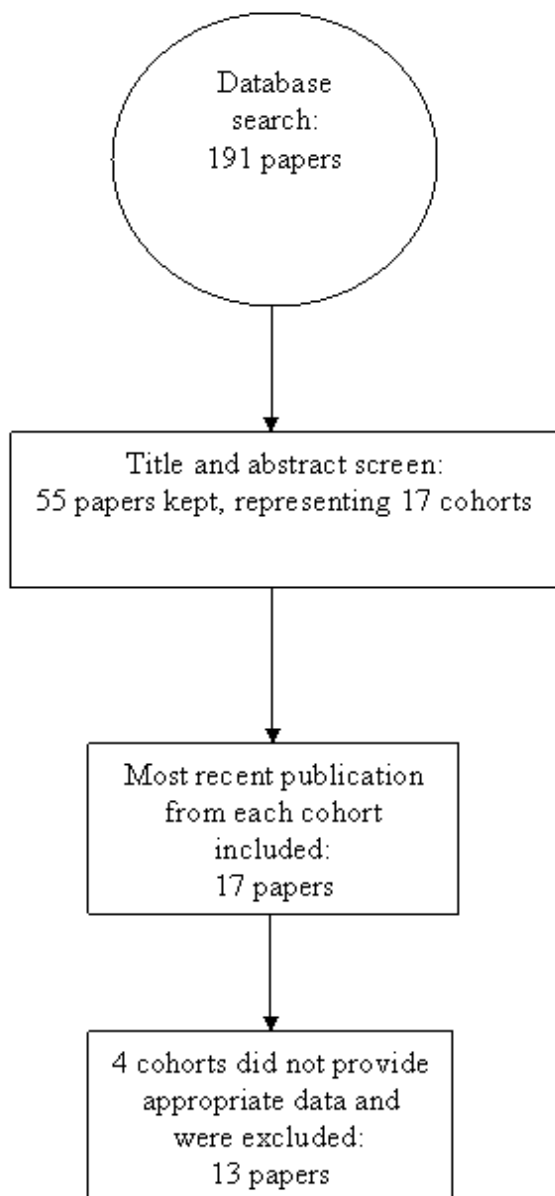 Database
search:
191 papers
Title and abstract screen:
55 papers kept, representing 17 cohorts
Most recent publication
from each cohort
included:
17 papers
4 cohorts did not provide
appropriate data and
were excluded:
13 papers